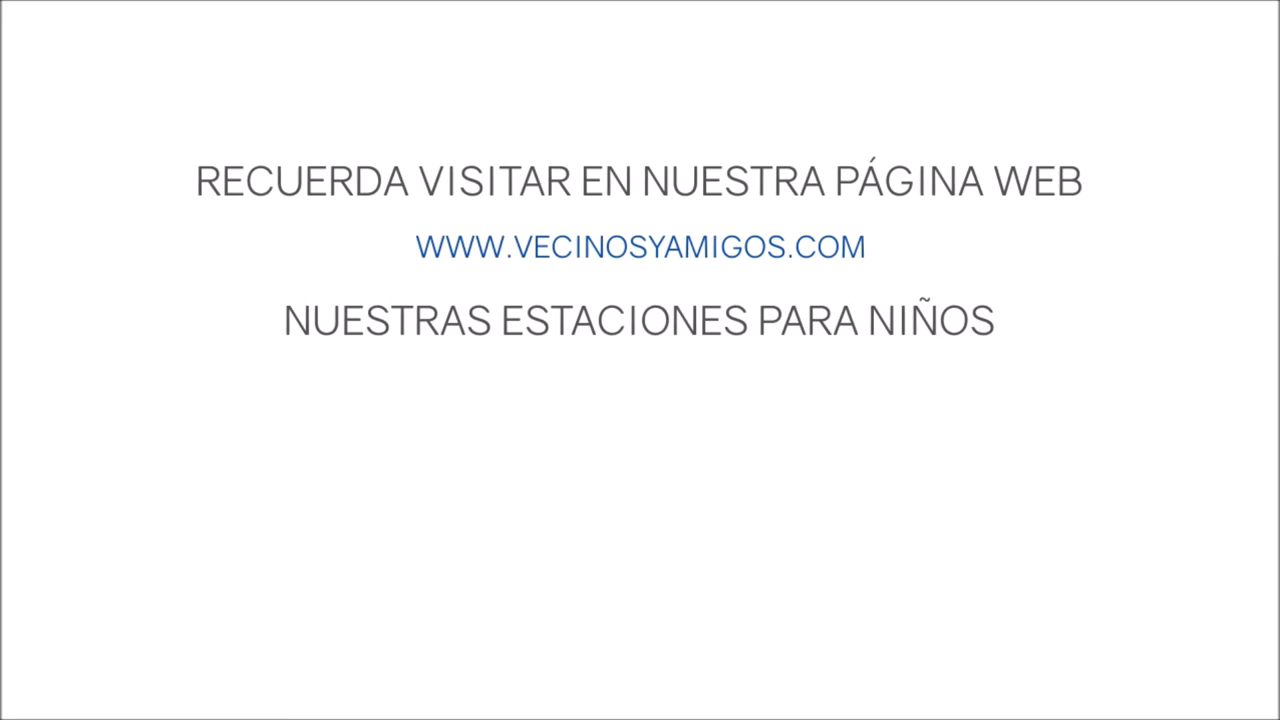 RECUERDA VISITAR EN NUESTRA PÁGINA WEB
WWW.VECINOSYAMIGOS.COM
NUESTRAS ESTACIONES PARA NIÑOS